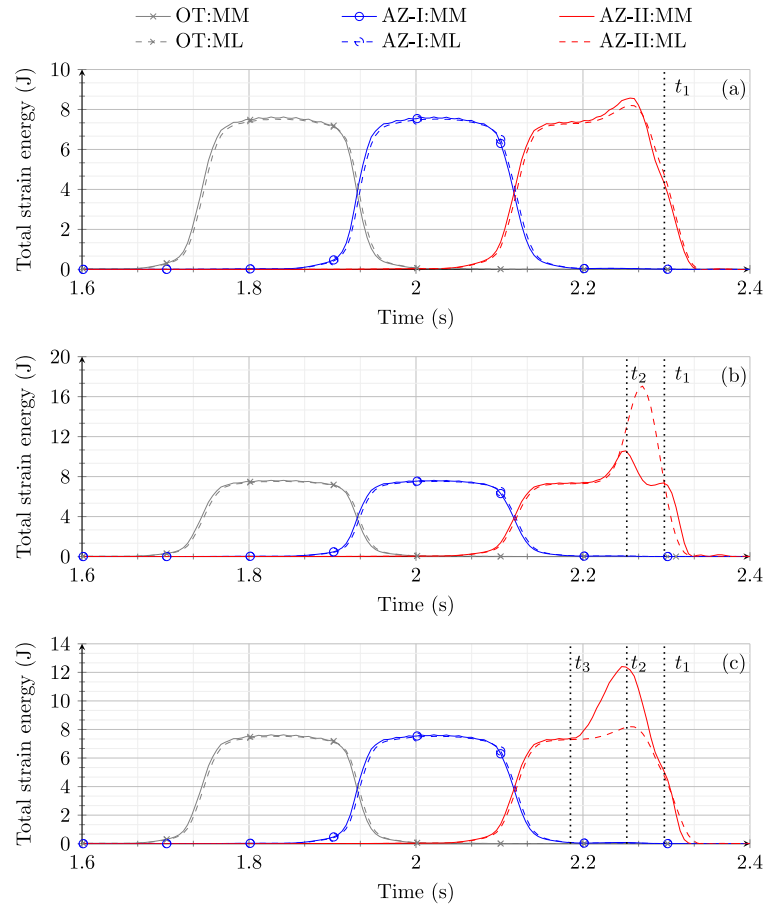 OT:MM AZ-I:MM AZ-II:MM
OT:ML AZ-I:ML AZ-II:ML
Total strain energy (J)
10
8
6
4
2
0
t1
(a)
1.6 1.8 2 2.2 2.4
Time (s)
Total strain energy (J)
20
16
12
8
4
0
t2 t1
(b)
1.6 1.8 2 2.2 2.4
Time (s)
Total strain energy (J)
14
12
10
8
6
4
2
0
t3 t2 t1
(c)
1.6 1.8 2 2.2 2.4
Time (s)